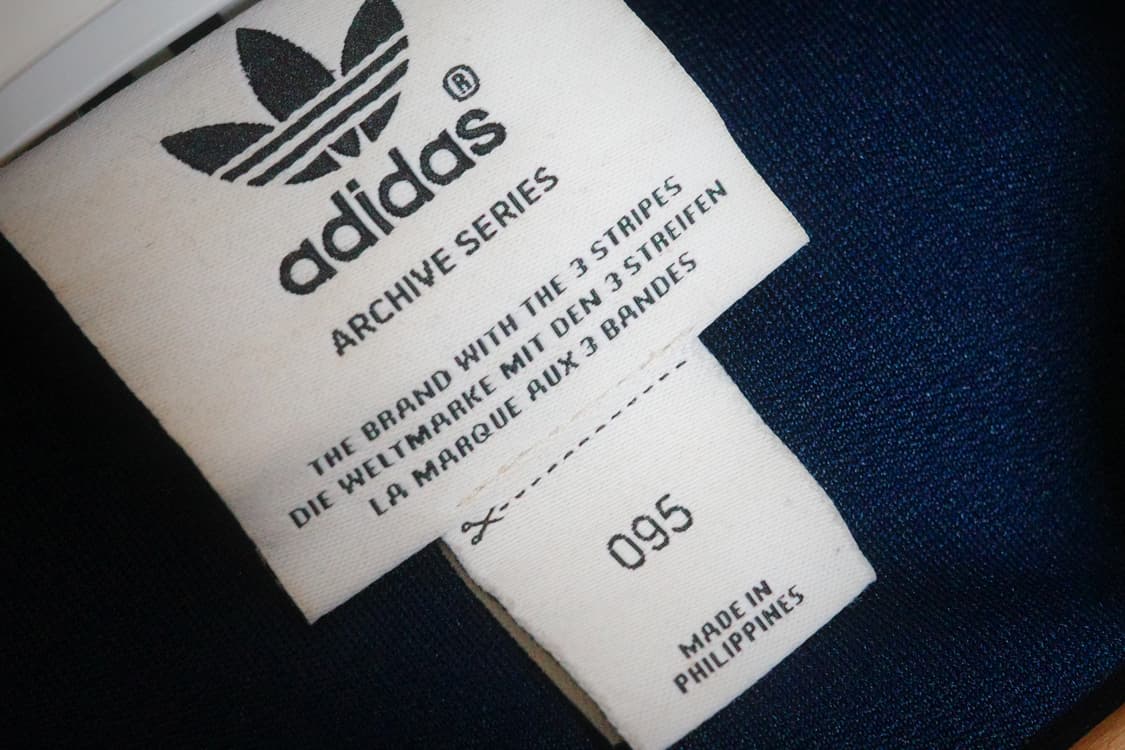 adidas ®
ARCHIVE SERIES
THE BRAND WITH THE 3 STRIPES
DIE WELTMARKE MIT DEN 3 STREIFEN
LA MARQUE AUX 3 BANDES
095
MADE IN
PHILIPPINES